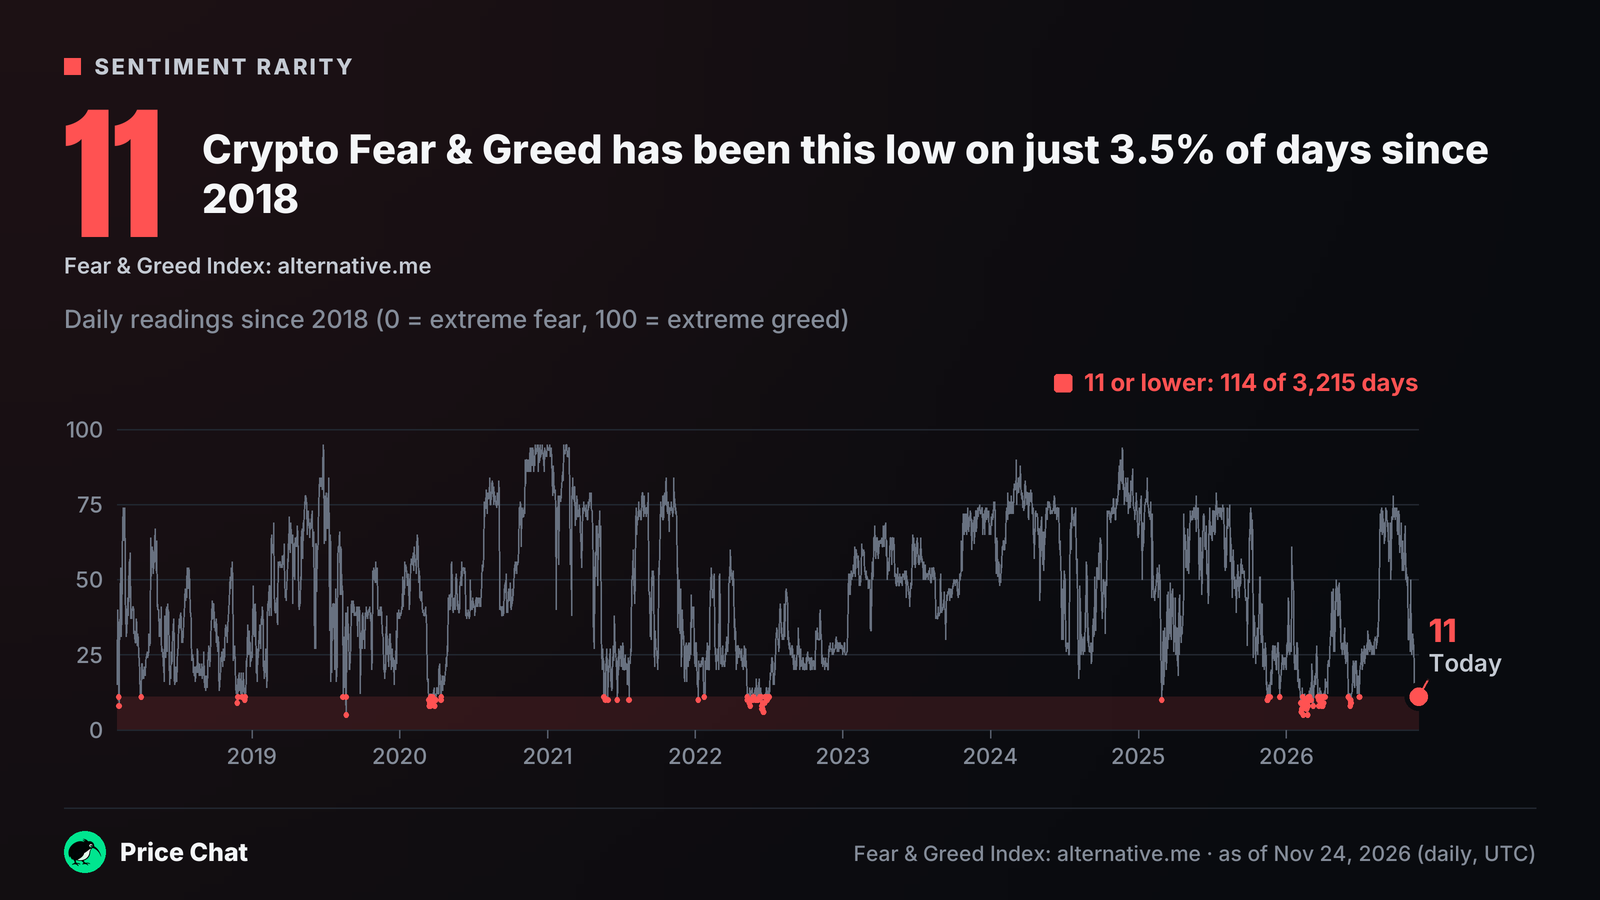 SENTIMENT RARITY
11
Crypto Fear & Greed has been this low on just 3.5% of days since
2018
Fear & Greed Index: alternative.me
Daily readings since 2018 (0 = extreme fear, 100 = extreme greed)
11 or lower: 114 of 3,215 days
100
75
50
25
0
11
Today
2019 2020 2021 2022 2023 2024 2025 2026
Price Chat
Fear & Greed Index: alternative.me · as of Nov 24, 2026 (daily, UTC)